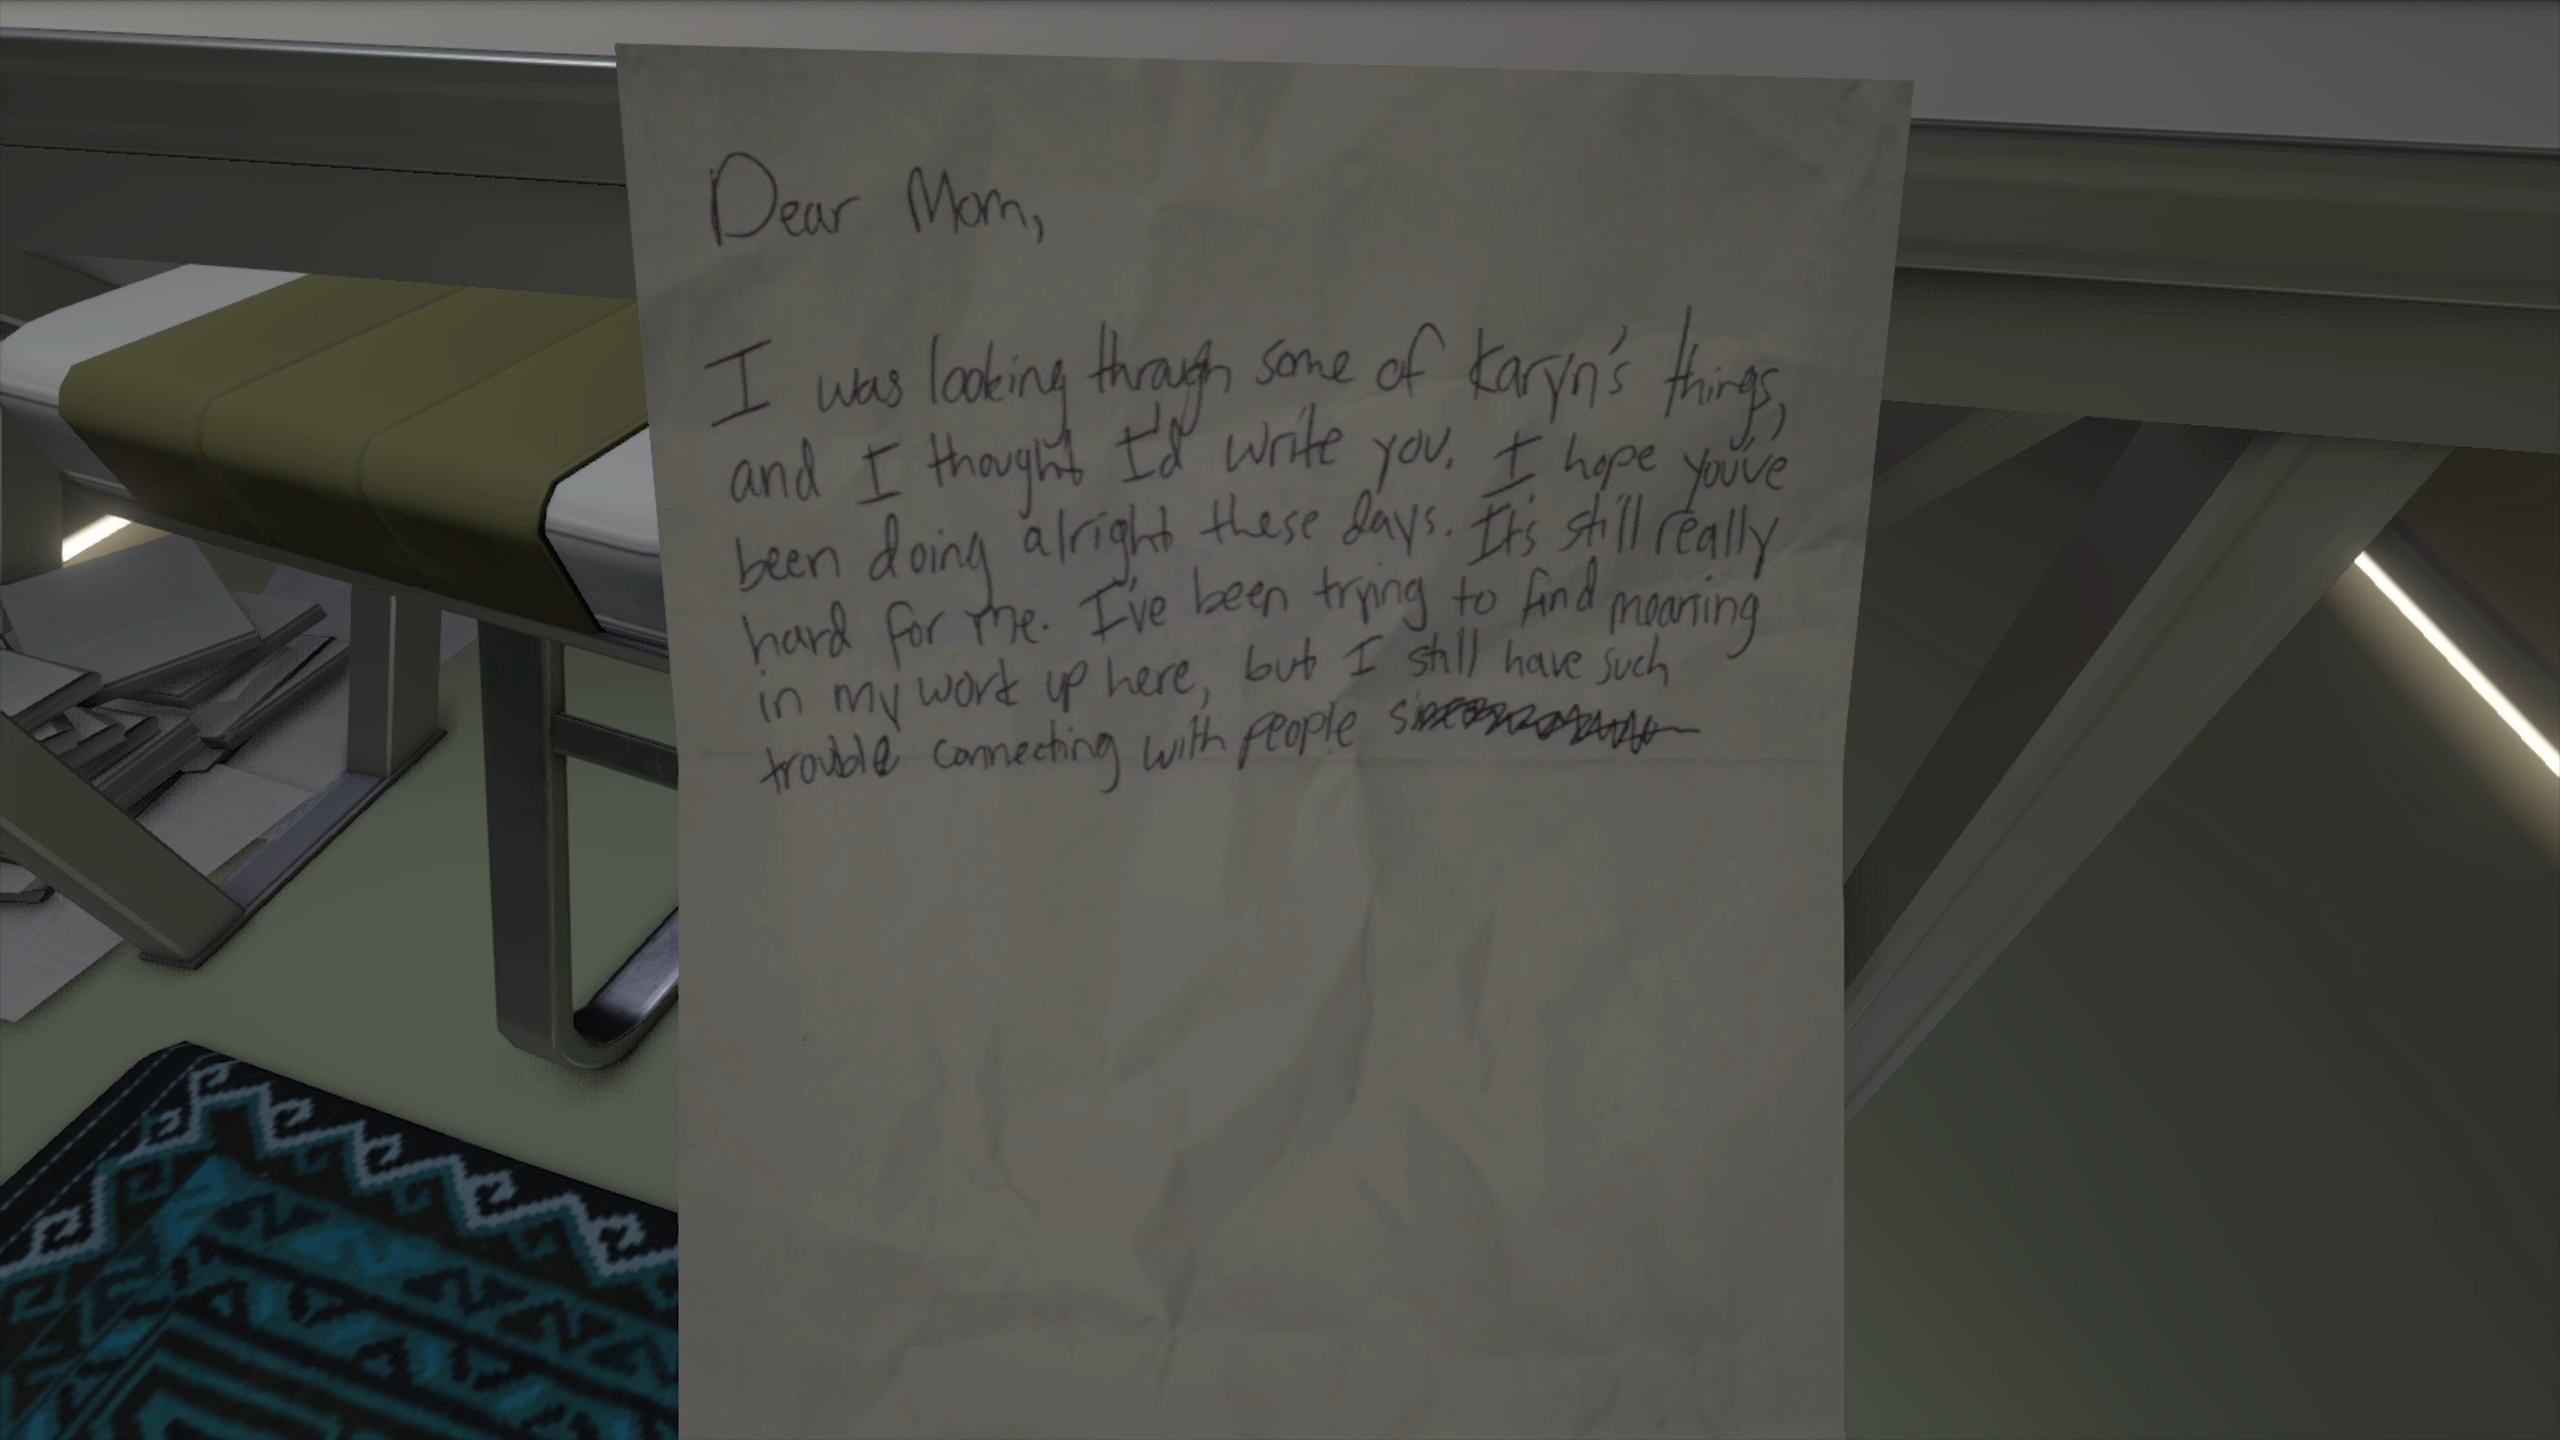 Dear Mom,
I was looking through some of Karyn's things,
and I thought I'd write you. I hope you've
been doing alright these days. It's still really
hard for me. I've been trying to find meaning
in my work up here, but I still have such
trouble connecting with people